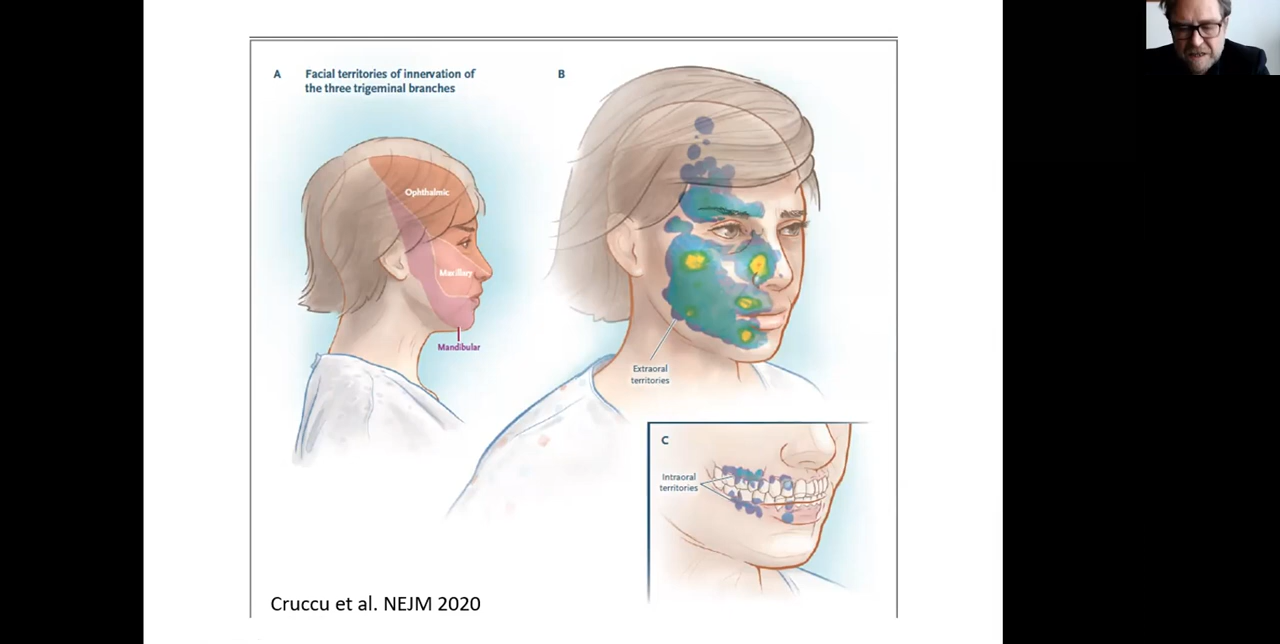 A
Facial territories of innervation of
the three trigeminal branches
B
Ophthalmic
Maxillary
Mandibular
Extraoral
territories
C
Intraoral
territories
Cruccu et al. NEJM 2020